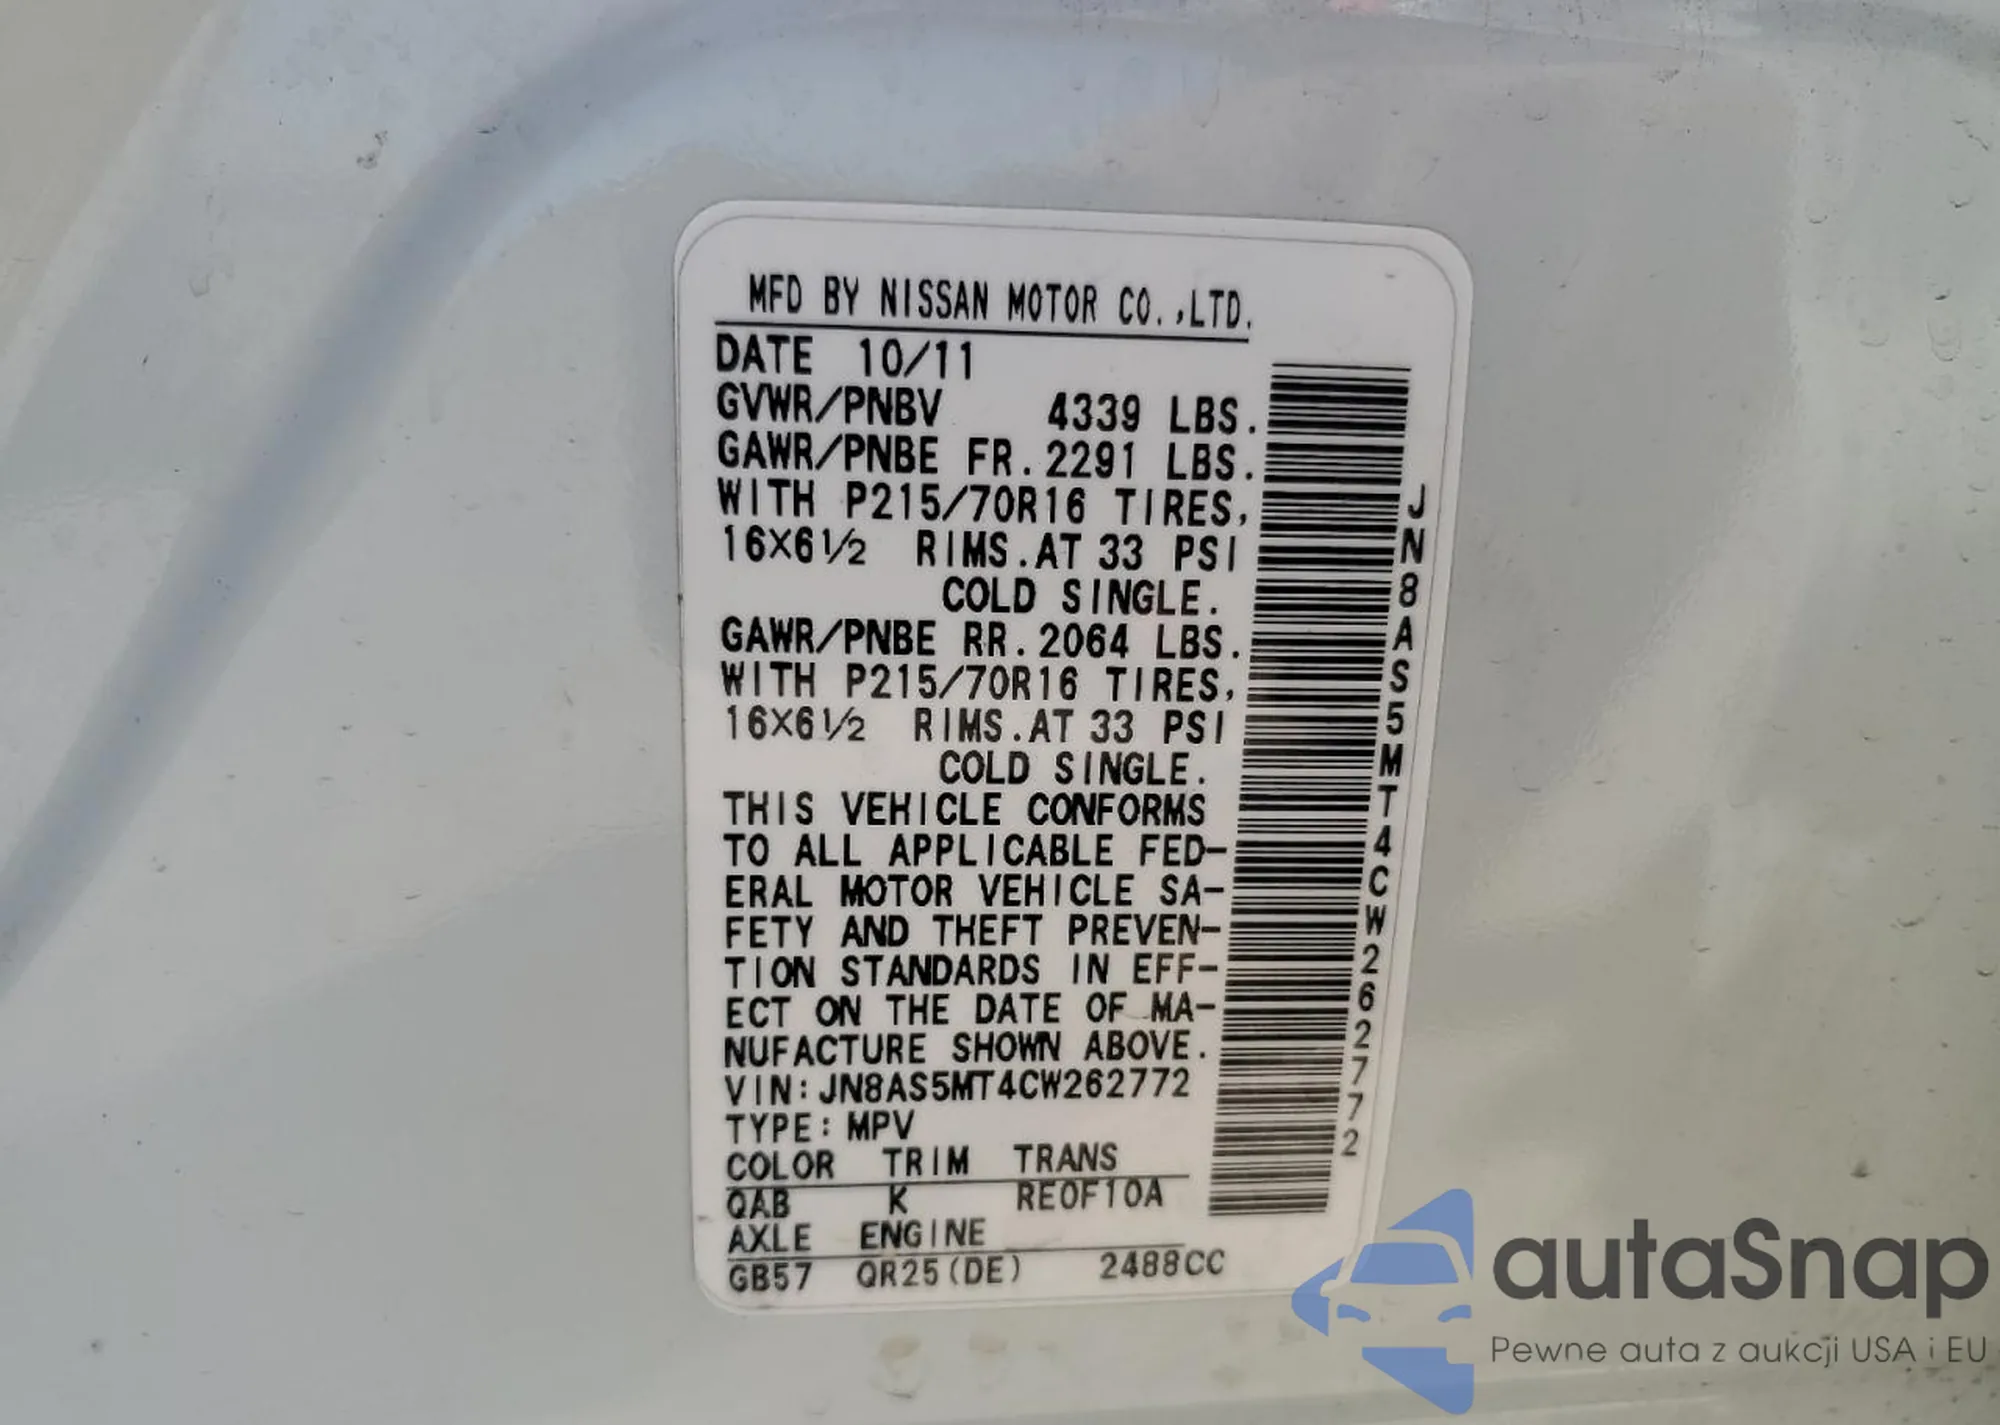 MFD BY NISSAN MOTOR CO.,LTD.
DATE 10/11
GVWR/PNBV 4339 LBS.
GAWR/PNBE FR.2291 LBS.
WITH P215/70R16 TIRES,
16X6½ RIMS.AT 33 PSI
COLD SINGLE.
GAWR/PNBE RR.2064 LBS.
WITH P215/70R16 TIRES,
16X6½ RIMS.AT 33 PSI
COLD SINGLE.
THIS VEHICLE CONFORMS
TO ALL APPLICABLE FED-
ERAL MOTOR VEHICLE SA-
FETY AND THEFT PREVEN-
TION STANDARDS IN EFF-
ECT ON THE DATE OF MA-
NUFACTURE SHOWN ABOVE.
VIN:JN8AS5MT4CW262772
TYPE:MPV
COLOR TRIM TRANS
QAB K RE0F10A
AXLE ENGINE
GB57 QR25(DE) 2488CC
JN8AS5MT4CW262772
autaSnap
Pewne auta z aukcji USA i EU